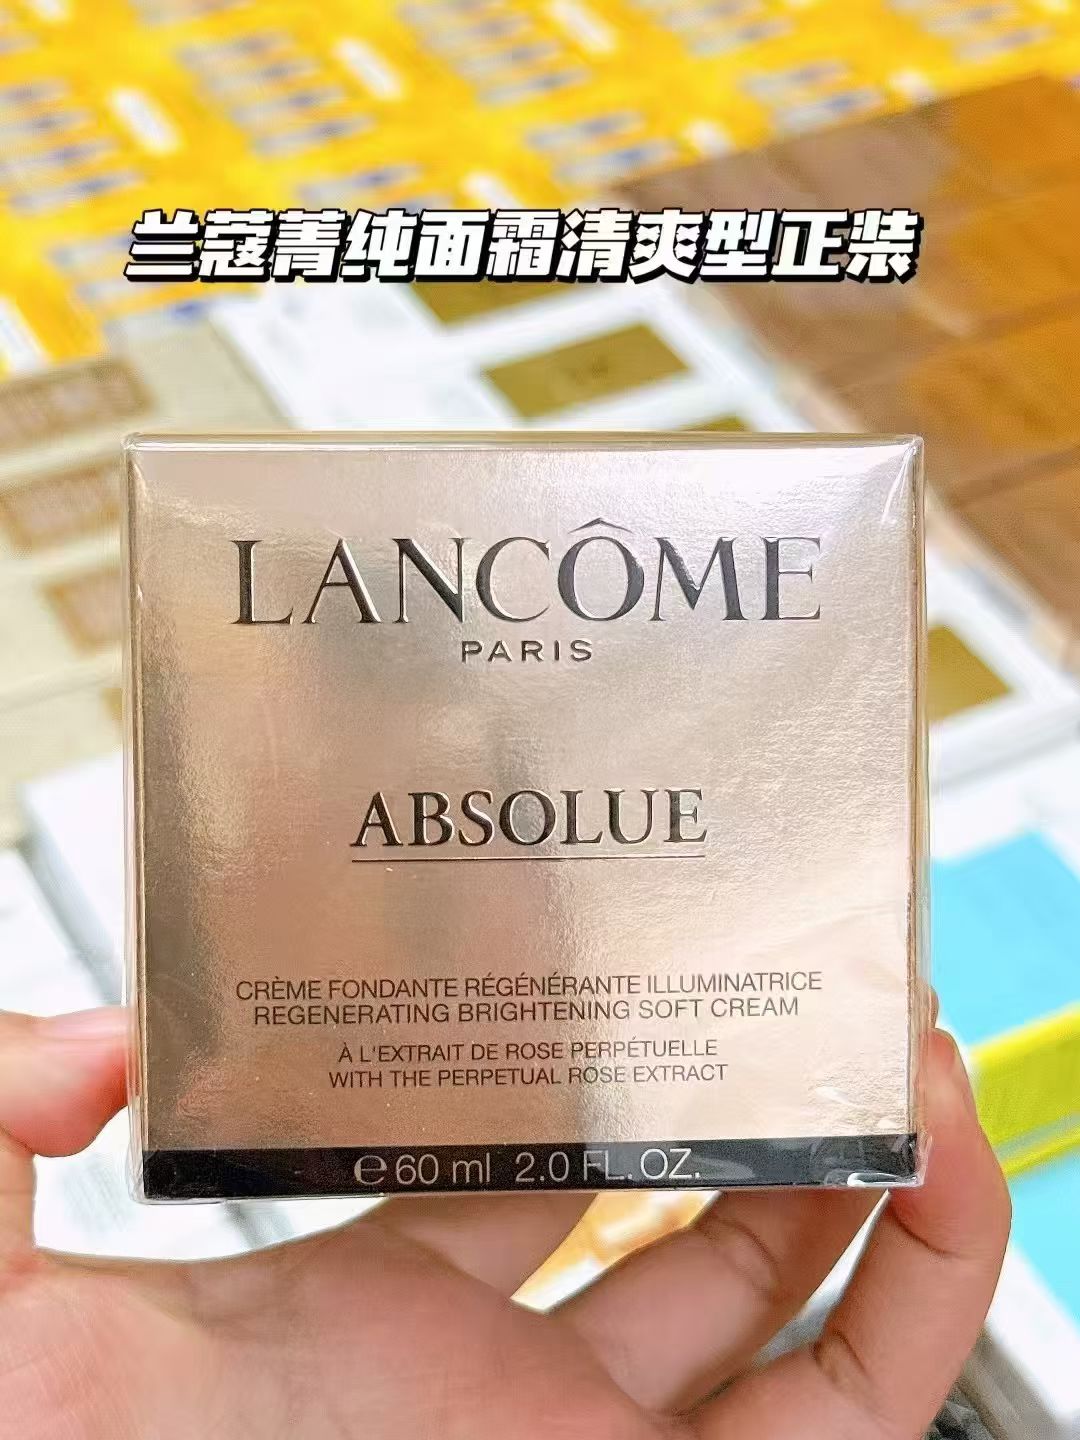 兰蔻菁纯面霜清爽型正装
LANCÔME
PARIS
ABSOLUE
CRÈME FONDANTE RÉGÉNÉRANTE ILLUMINATRICE
REGENERATING BRIGHTENING SOFT CREAM
À L'EXTRAIT DE ROSE PERPÉTUELLE
WITH THE PERPETUAL ROSE EXTRACT
℮60 ml 2.0 FL.OZ.